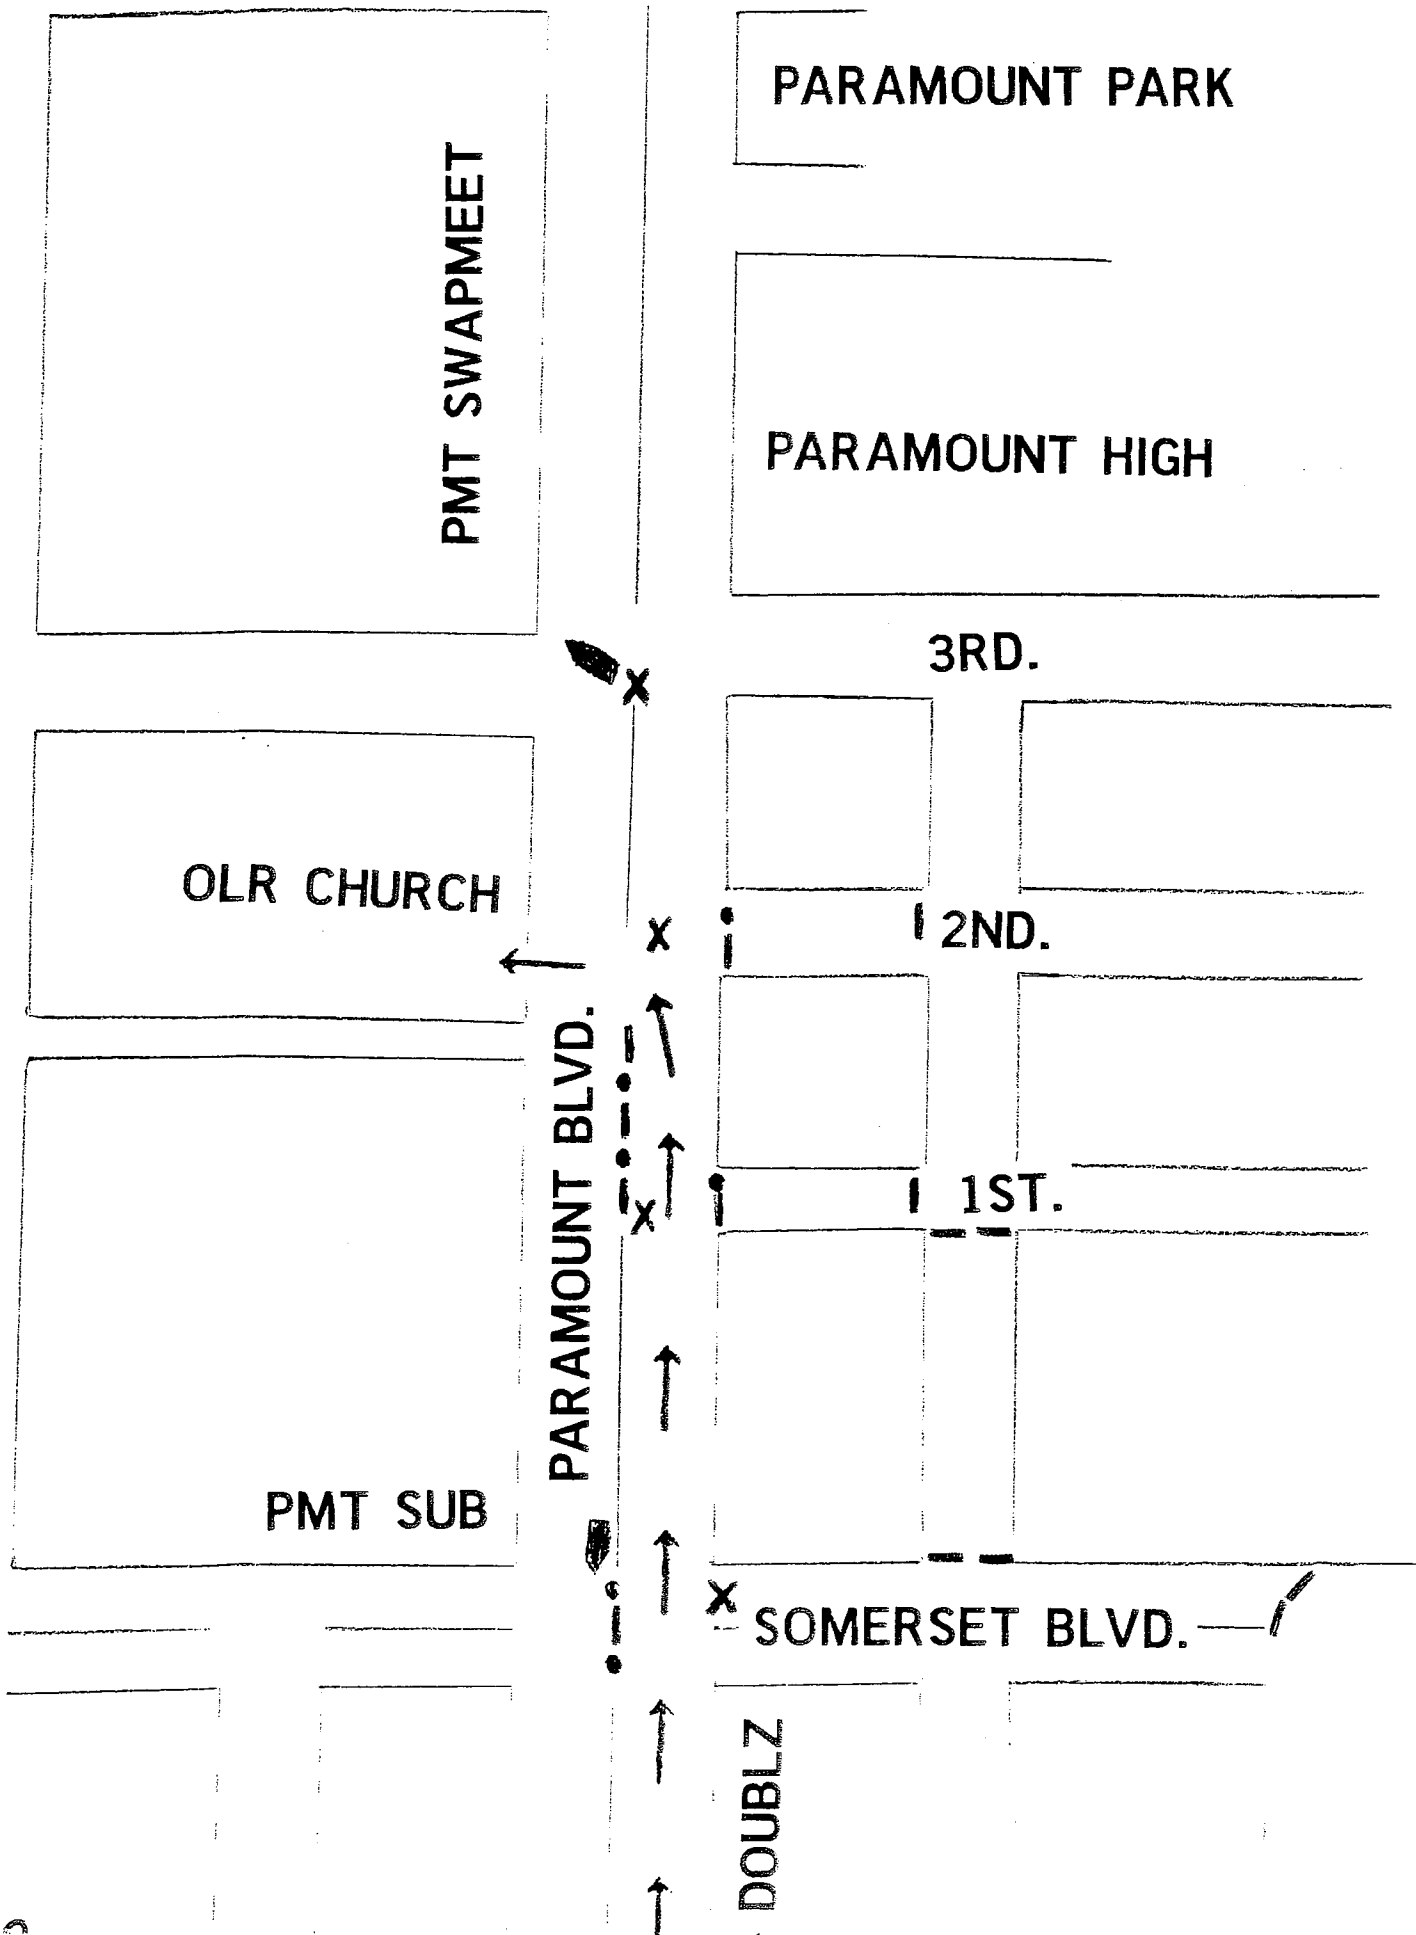 PARAMOUNT PARK
PMT SWAPMEET
PARAMOUNT HIGH
3RD.
X
OLR CHURCH
X
2ND.
PARAMOUNT BLVD.
1ST.
X
PMT SUB
X
SOMERSET BLVD.
DOUBLZ